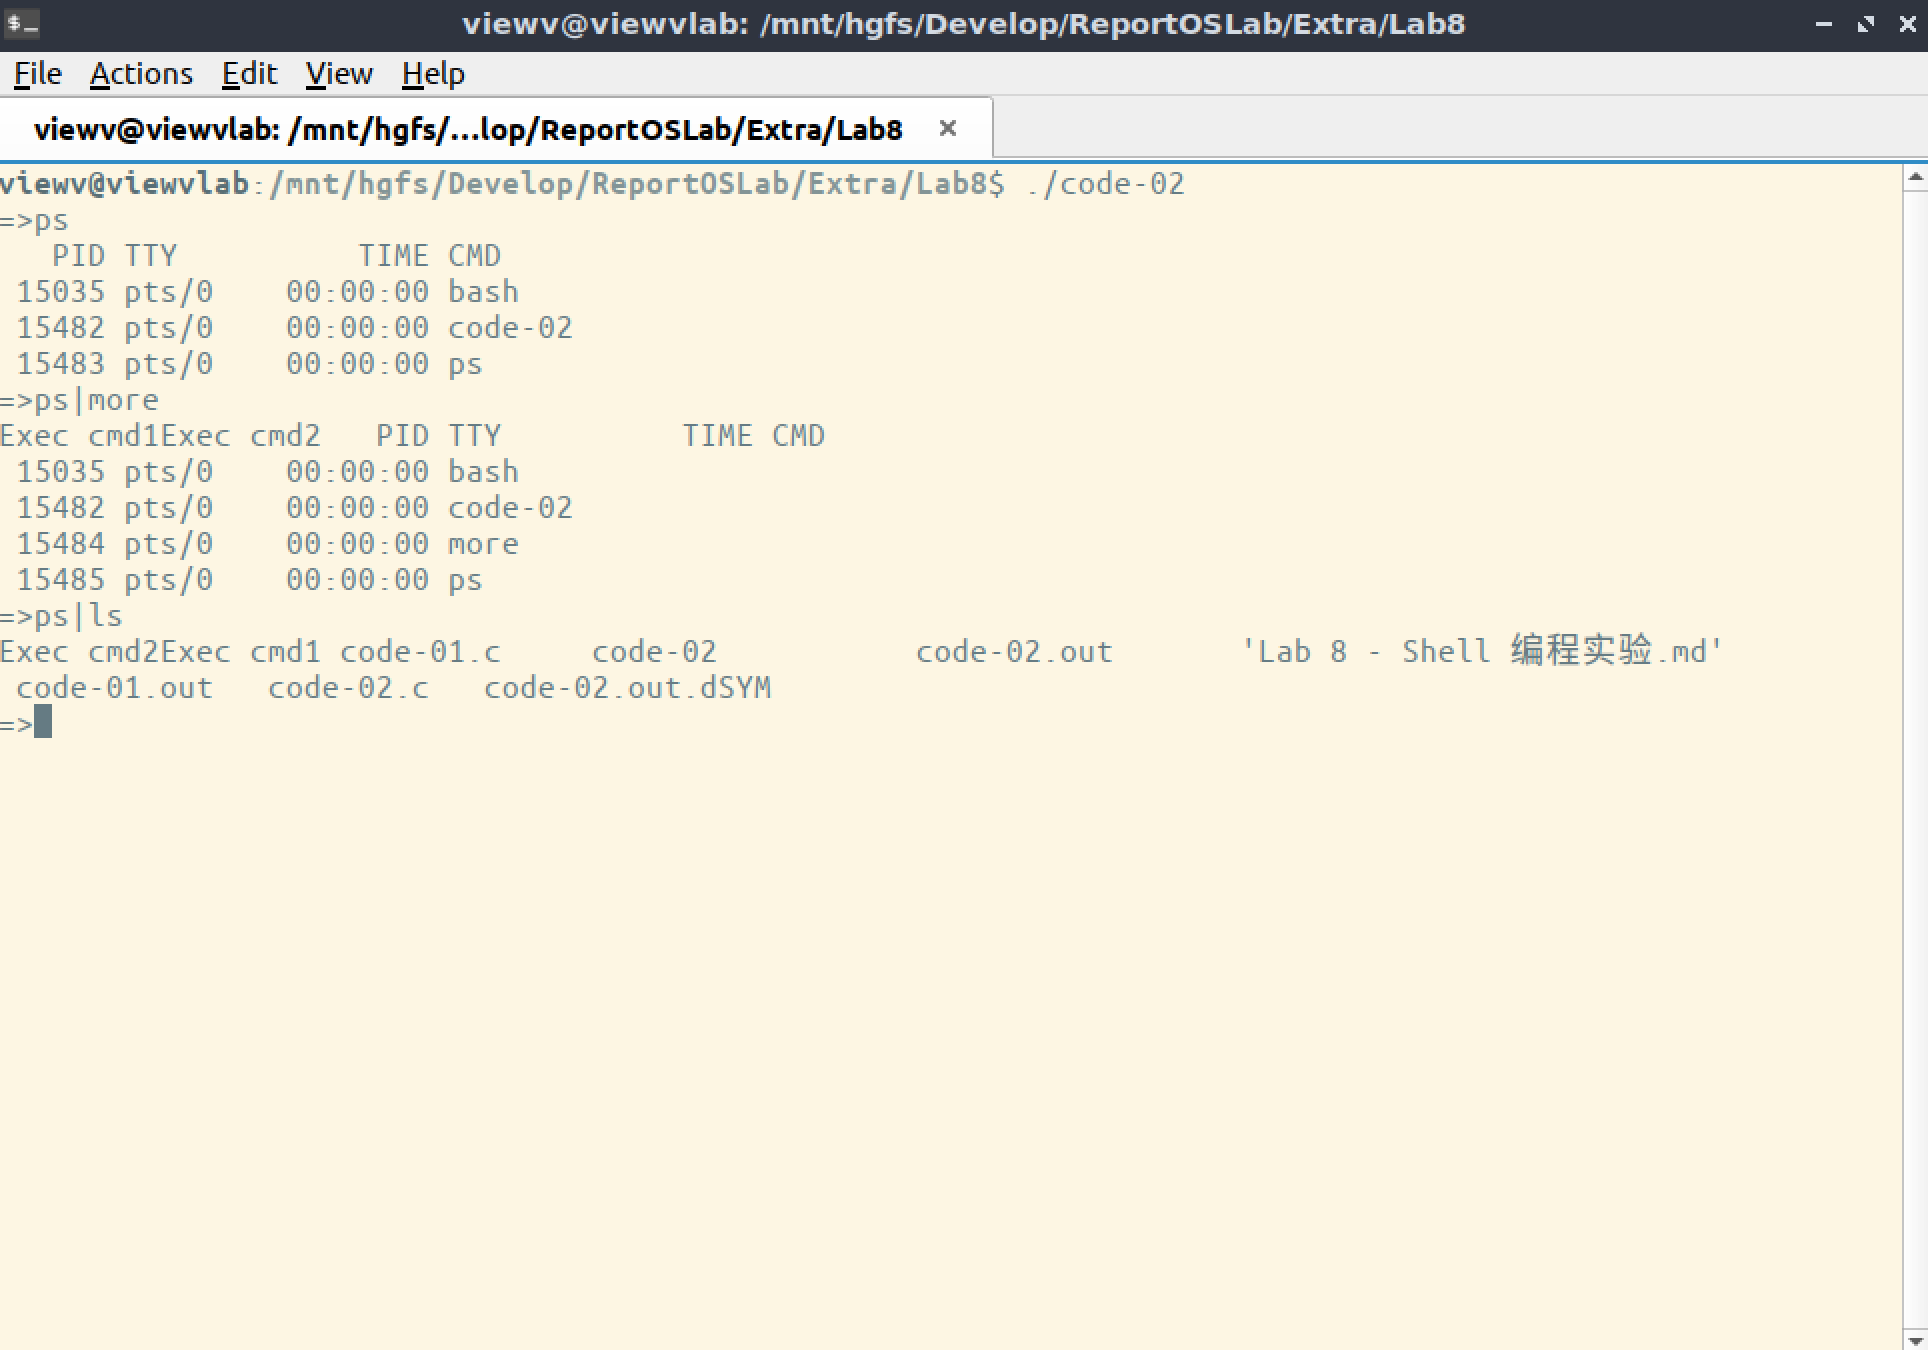 $_
viewv@viewvlab: /mnt/hgfs/Develop/ReportOSLab/Extra/Lab8
File Actions Edit View Help
viewv@viewvlab: /mnt/hgfs/...lop/ReportOSLab/Extra/Lab8
viewv@viewvlab:/mnt/hgfs/Develop/ReportOSLab/Extra/Lab8$ ./code-02
=>ps
   PID TTY          TIME CMD
 15035 pts/0    00:00:00 bash
 15482 pts/0    00:00:00 code-02
 15483 pts/0    00:00:00 ps
=>ps|more
Exec cmd1Exec cmd2   PID TTY          TIME CMD
 15035 pts/0    00:00:00 bash
 15482 pts/0    00:00:00 code-02
 15484 pts/0    00:00:00 more
 15485 pts/0    00:00:00 ps
=>ps|ls
Exec cmd2Exec cmd1 code-01.c     code-02           code-02.out       'Lab 8 - Shell 编程实验.md'
 code-01.out   code-02.c   code-02.out.dSYM
=>